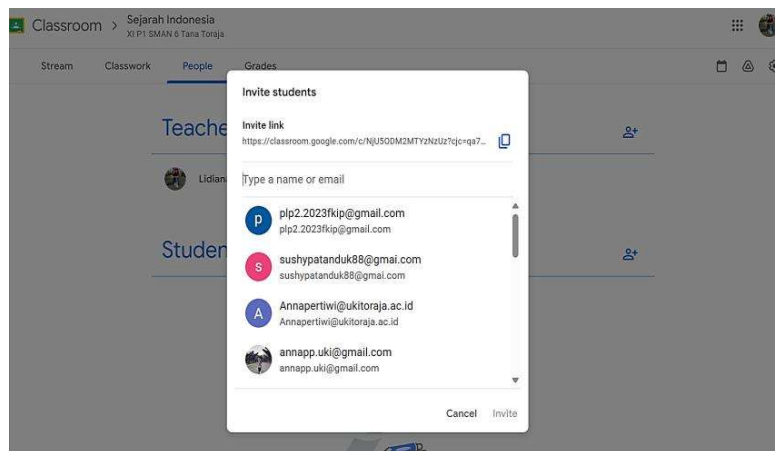 Classroom > Sejarah Indonesia
XI P1 SMAN 6 Tana Toraja
Stream Classwork People Grades
Invite students
Invite link
https://classroom.google.com/c/NjU5ODM2MTYzNzUz?cjc=qa7...
Teache
Type a name or email
Lidian
p
plp2.2023fkip@gmail.com
plp2.2023fkip@gmail.com
Studen
s
sushypatanduk88@gmai.com
sushypatanduk88@gmai.com
A
Annapertiwi@ukitoraja.ac.id
Annapertiwi@ukitoraja.ac.id
annapp.uki@gmail.com
annapp.uki@gmail.com
Cancel Invite